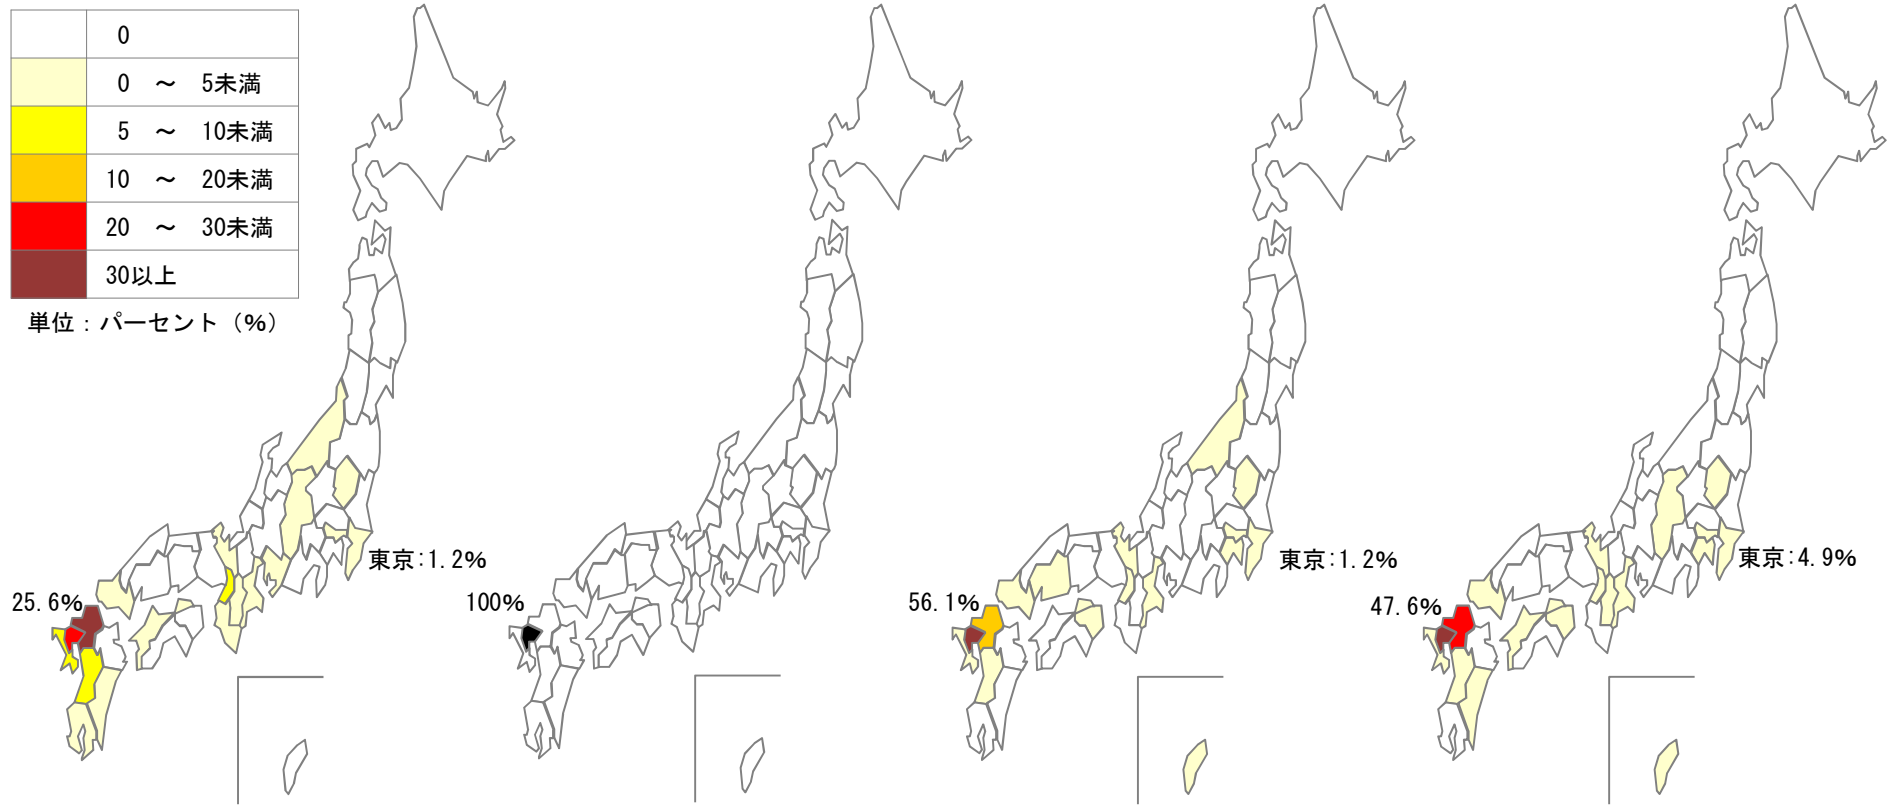 0
0 ～ 5未満
5 ～ 10未満
10 ～ 20未満
20 ～ 30未満
30以上
単位：パーセント（%）
東京:1.2%
25.6%
100%
東京:1.2%
56.1%
東京:4.9%
47.6%